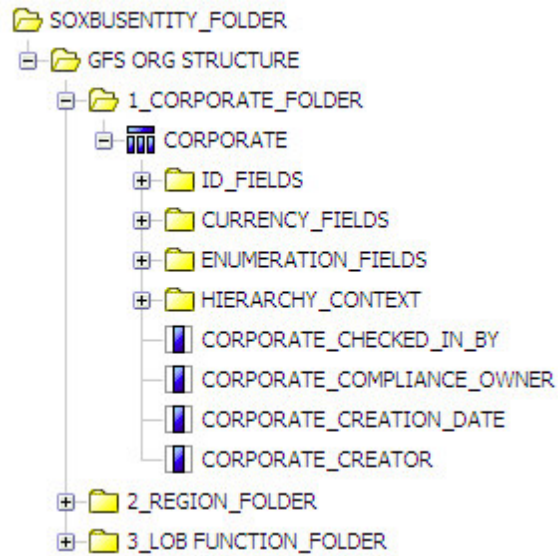 SOXBUSENTITY_FOLDER
GFS ORG STRUCTURE
1_CORPORATE_FOLDER
CORPORATE
ID_FIELDS
CURRENCY_FIELDS
ENUMERATION_FIELDS
HIERARCHY_CONTEXT
CORPORATE_CHECKED_IN_BY
CORPORATE_COMPLIANCE_OWNER
CORPORATE_CREATION_DATE
CORPORATE_CREATOR
2_REGION_FOLDER
3_LOB FUNCTION_FOLDER